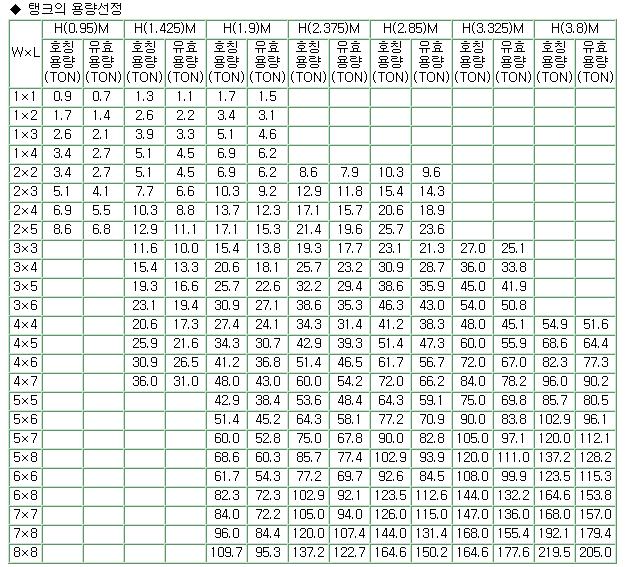 ◆ 탱크의 용량선정
W×L H(0.95)M H(1.425)M H(1.9)M H(2.375)M H(2.85)M H(3.325)M H(3.8)M
호칭 유효 호칭 유효 호칭 유효 호칭 유효 호칭 유효 호칭 유효 호칭 유효
용량 용량 용량 용량 용량 용량 용량 용량 용량 용량 용량 용량 용량 용량
(TON) (TON) (TON) (TON) (TON) (TON) (TON) (TON) (TON) (TON) (TON) (TON) (TON) (TON)
1×1 0.9 0.7 1.3 1.1 1.7 1.5
1×2 1.7 1.4 2.6 2.2 3.4 3.1
1×3 2.6 2.1 3.9 3.3 5.1 4.6
1×4 3.4 2.7 5.1 4.5 6.9 6.2
2×2 3.4 2.7 5.1 4.5 6.9 6.2 8.6 7.9 10.3 9.6
2×3 5.1 4.1 7.7 6.6 10.3 9.2 12.9 11.8 15.4 14.3
2×4 6.9 5.5 10.3 8.8 13.7 12.3 17.1 15.7 20.6 18.9
2×5 8.6 6.8 12.9 11.1 17.1 15.3 21.4 19.6 25.7 23.6
3×3 11.6 10.0 15.4 13.8 19.3 17.7 23.1 21.3 27.0 25.1
3×4 15.4 13.3 20.6 18.1 25.7 23.2 30.9 28.7 36.0 33.8
3×5 19.3 16.6 25.7 22.6 32.2 29.4 38.6 35.9 45.0 41.9
3×6 23.1 19.4 30.9 27.1 38.6 35.3 46.3 43.0 54.0 50.8
4×4 20.6 17.3 27.4 24.1 34.3 31.4 41.2 38.3 48.0 45.1 54.9 51.6
4×5 25.9 21.6 34.3 30.7 42.9 39.3 51.4 47.3 60.0 55.9 68.6 64.4
4×6 30.9 26.5 41.2 36.8 51.4 46.5 61.7 56.7 72.0 67.0 82.3 77.3
4×7 36.0 31.0 48.0 43.0 60.0 54.2 72.0 66.2 84.0 78.2 96.0 90.2
5×5 42.9 38.4 53.6 48.4 64.3 59.1 75.0 69.8 85.7 80.5
5×6 51.4 45.2 64.3 58.1 77.2 70.9 90.0 83.8 102.9 96.1
5×7 60.0 52.8 75.0 67.8 90.0 82.8 105.0 97.1 120.0 112.1
5×8 68.6 60.3 85.7 77.4 102.9 93.9 120.0 111.0 137.2 128.2
6×6 61.7 54.3 77.2 69.7 92.6 84.5 108.0 99.9 123.5 115.3
6×8 82.3 72.3 102.9 92.1 123.5 112.6 144.0 132.2 164.6 153.8
7×7 84.0 72.2 105.0 94.0 126.0 115.0 147.0 136.0 168.0 157.0
7×8 96.0 84.4 120.0 107.4 144.0 131.4 168.0 155.4 192.1 179.4
8×8 109.7 95.3 137.2 122.7 164.6 150.2 164.6 177.6 219.5 205.0